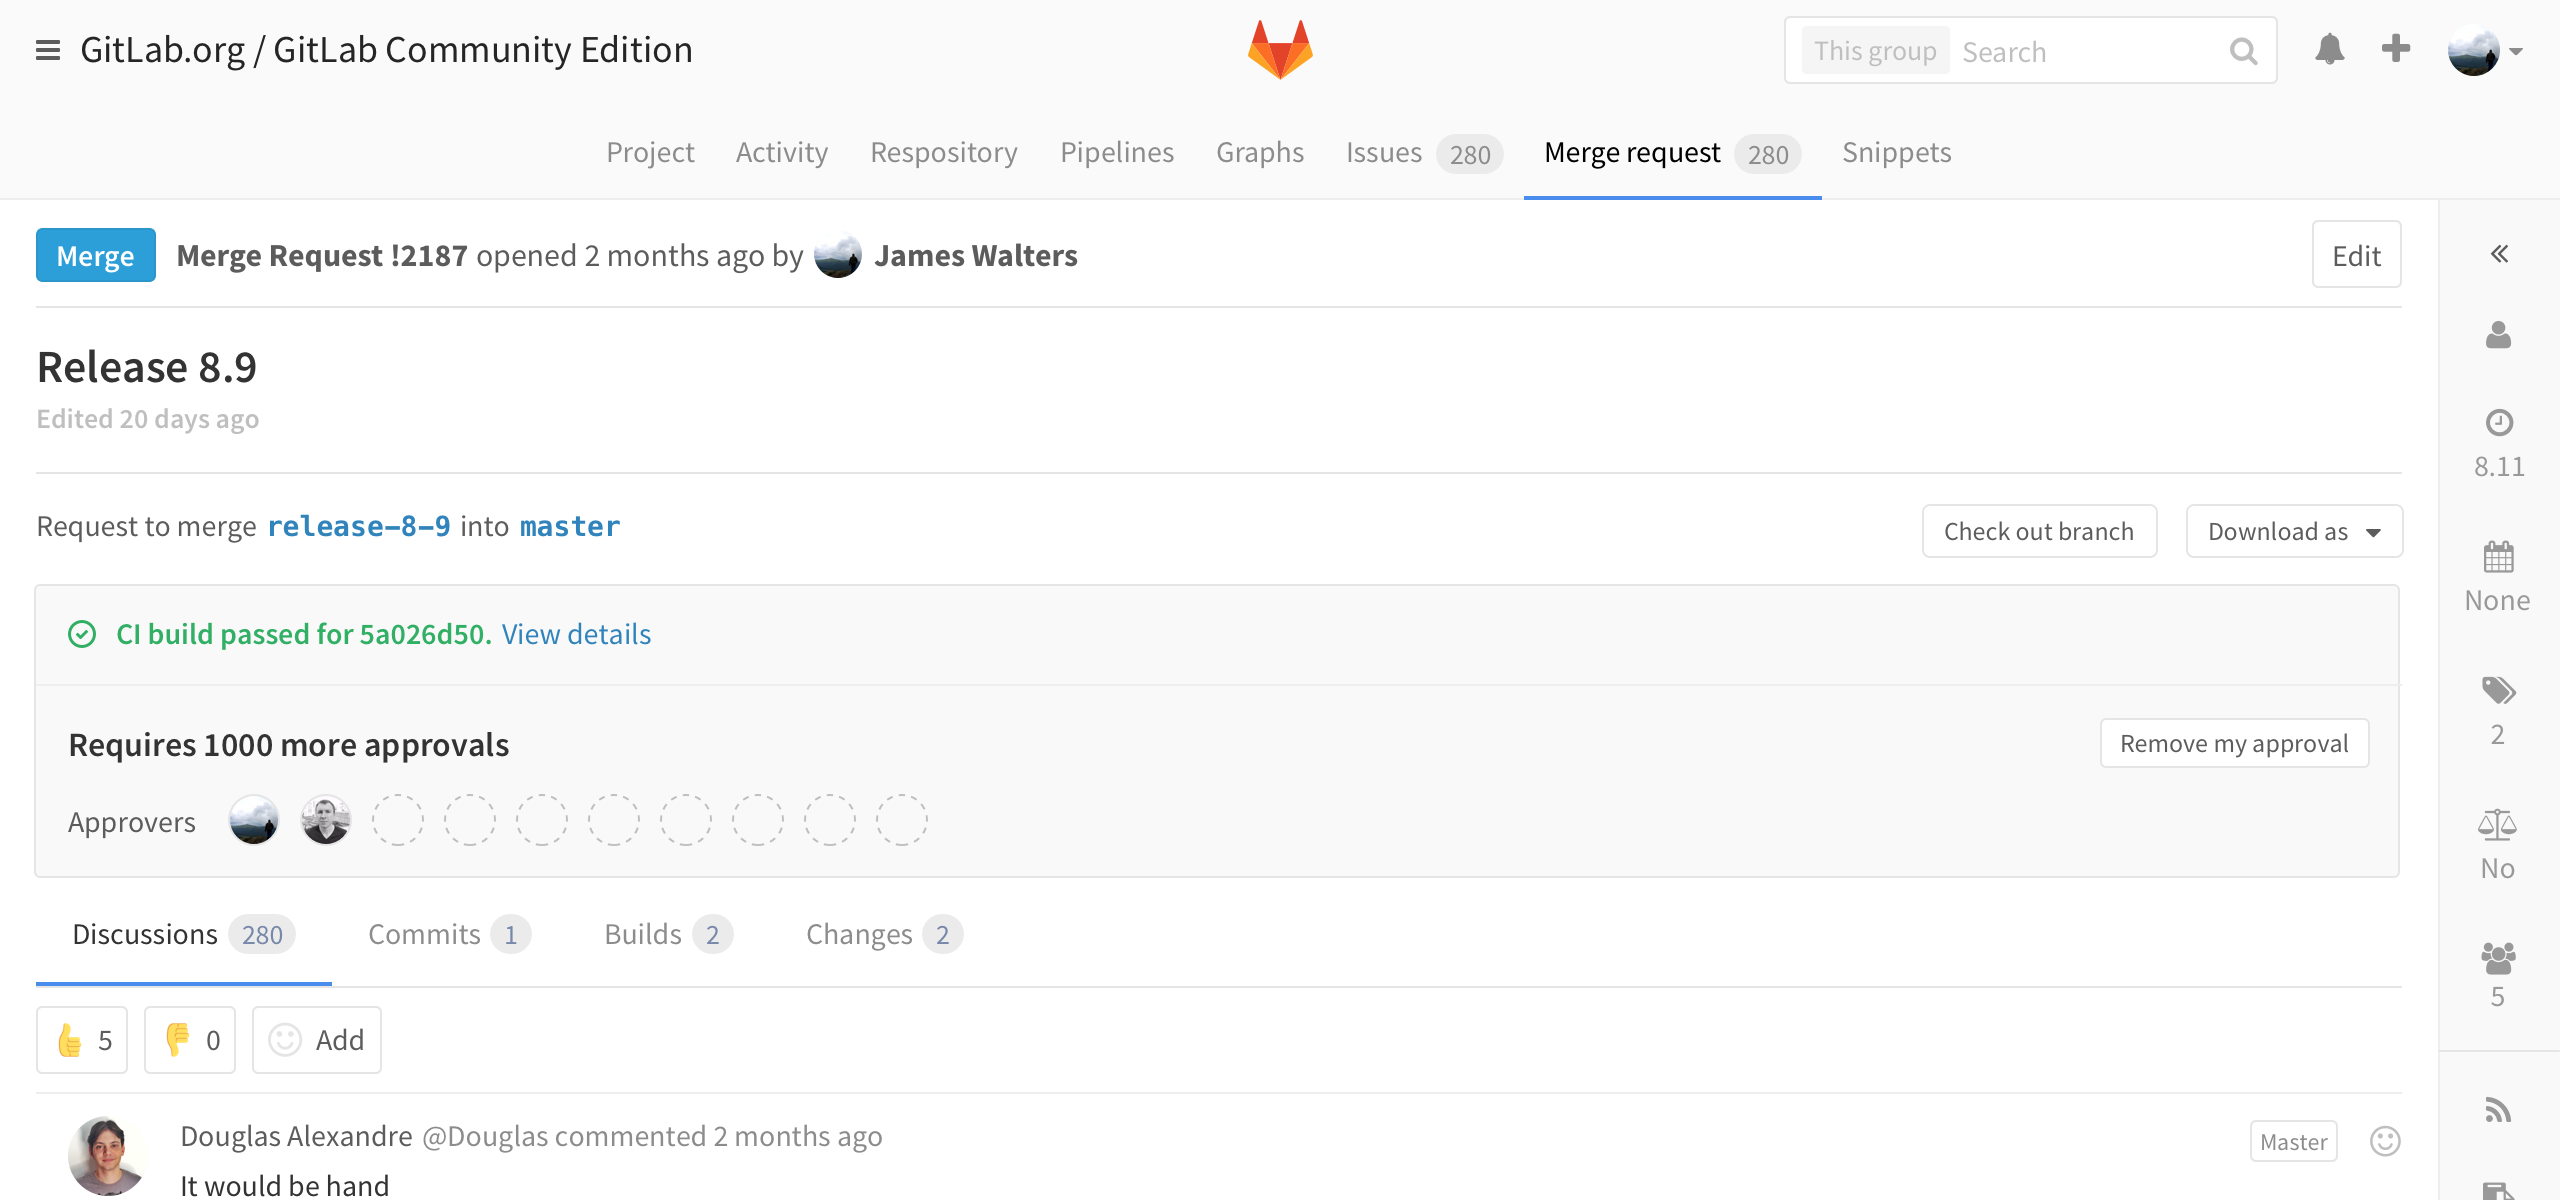 GitLab.org / GitLab Community Edition
This group Search
Project Activity Respository Pipelines Graphs Issues 280 Merge request 280 Snippets
Merge Merge Request !2187 opened 2 months ago by James Walters Edit
Release 8.9
Edited 20 days ago
8.11
Request to merge release-8-9 into master Check out branch Download as
None
CI build passed for 5a026d50. View details
2
Requires 1000 more approvals Remove my approval
Approvers
No
Discussions 280 Commits 1 Builds 2 Changes 2
5
5 0 Add
Douglas Alexandre @Douglas commented 2 months ago Master
It would be hand